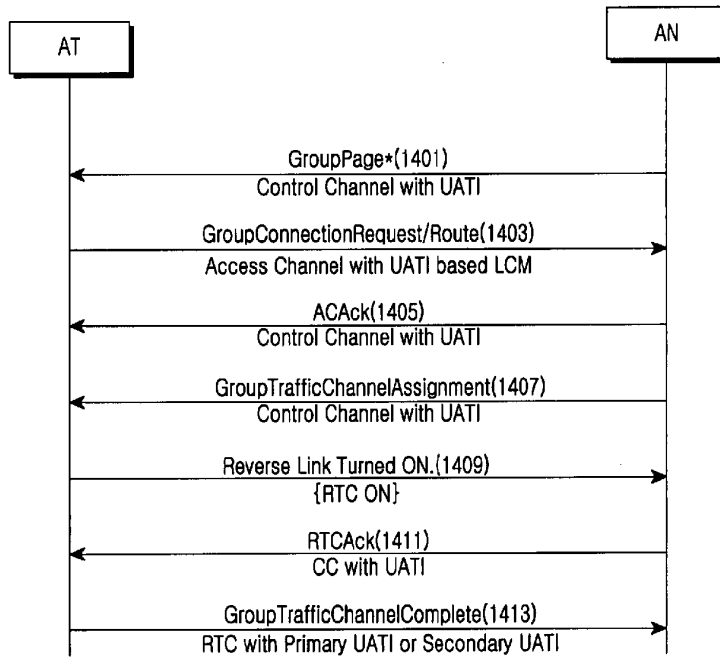 AT
AN
GroupPage*(1401)
Control Channel with UATI
GroupConnectionRequest/Route(1403)
Access Channel with UATI based LCM
ACAck(1405)
Control Channel with UATI
GroupTrafficChannelAssignment(1407)
Control Channel with UATI
Reverse Link Turned ON.(1409)
{RTC ON}
RTCAck(1411)
CC with UATI
GroupTrafficChannelComplete(1413)
RTC with Primary UATI or Secondary UATI